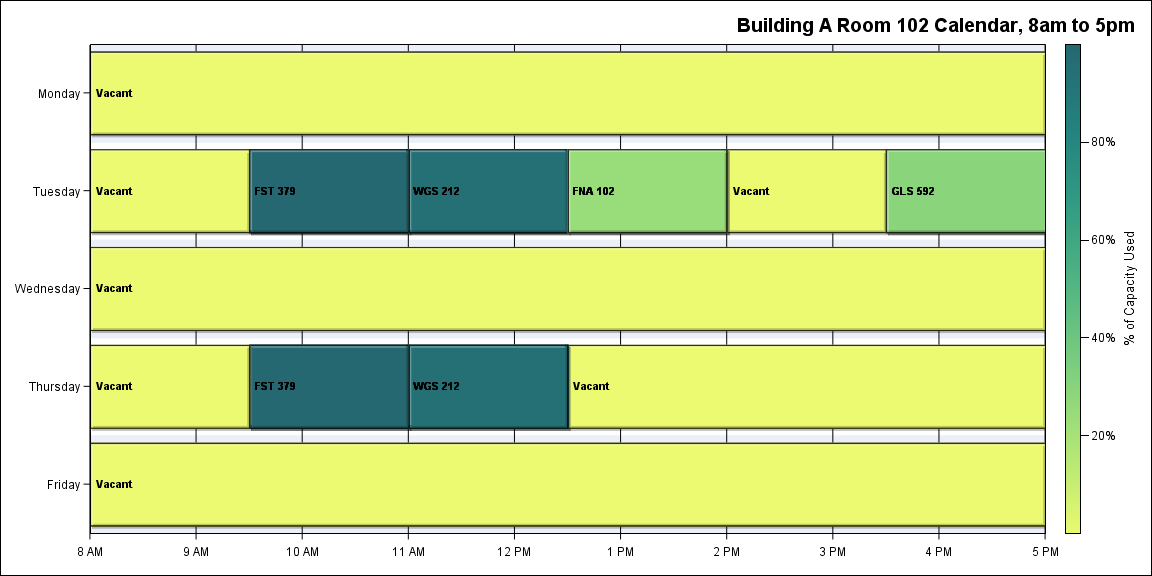 Building A Room 102 Calendar, 8am to 5pm
Monday
Vacant
Tuesday
Vacant
FST 379
WGS 212
FNA 102
Vacant
GLS 592
Wednesday
Vacant
Thursday
Vacant
FST 379
WGS 212
Vacant
Friday
Vacant
8 AM
9 AM
10 AM
11 AM
12 PM
1 PM
2 PM
3 PM
4 PM
5 PM
80%
60%
40%
20%
% of Capacity Used